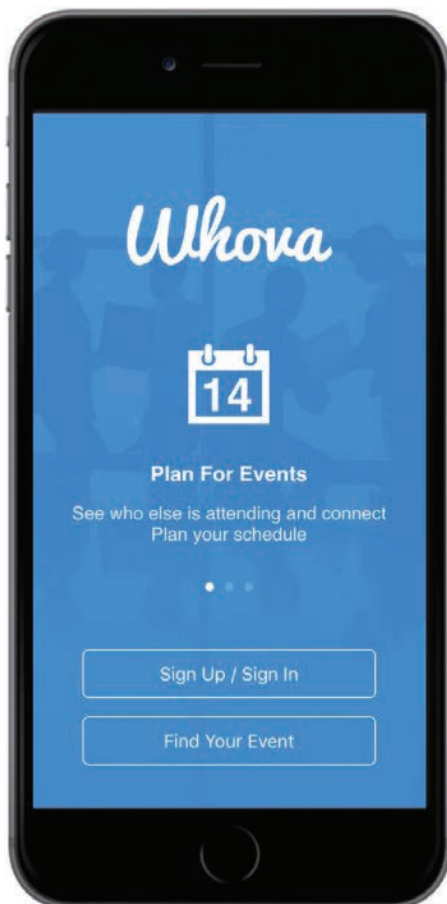 Whova
14
Plan For Events
See who else is attending and connect
Plan your schedule
Sign Up / Sign In
Find Your Event